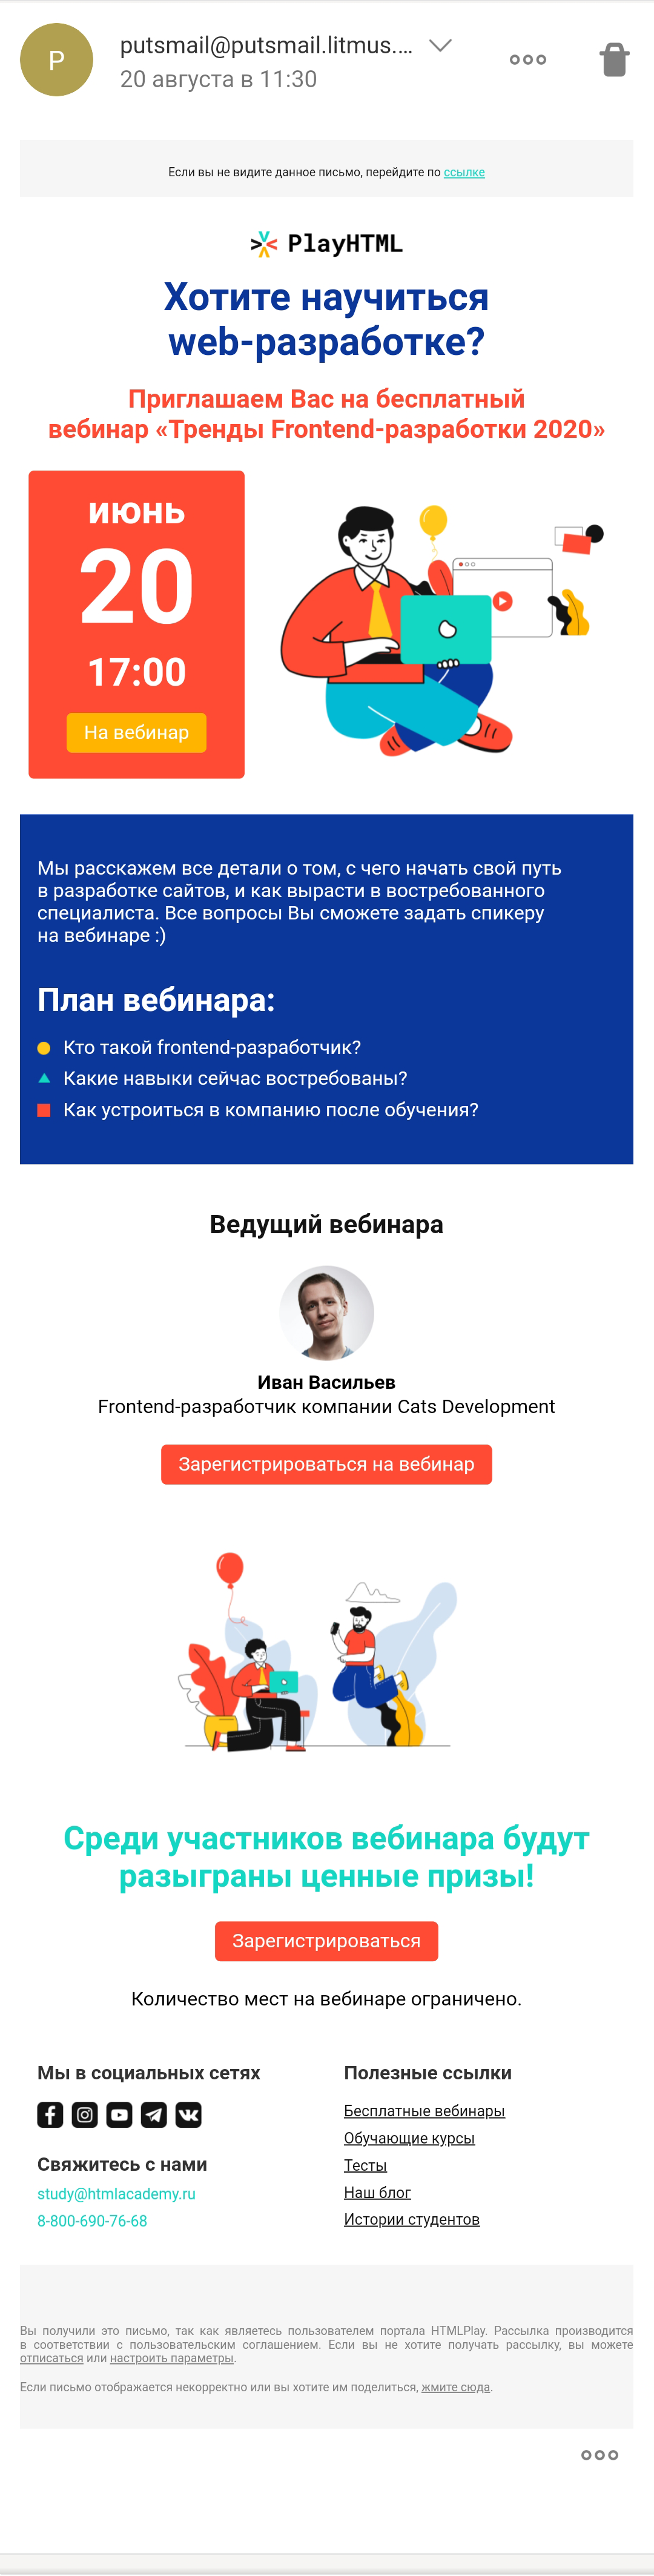 P
putsmail@putsmail.litmus....
20 августа в 11:30
Если вы не видите данное письмо, перейдите по ссылке
PlayHTML
Хотите научиться
web-разработке?
Приглашаем Вас на бесплатный
вебинар «Тренды Frontend-разработки 2020»
июнь
20
17:00
На вебинар
Мы расскажем все детали о том, с чего начать свой путь
в разработке сайтов, и как вырасти в востребованного
специалиста. Все вопросы Вы сможете задать спикеру
на вебинаре :)
План вебинара:
Кто такой frontend-разработчик?
Какие навыки сейчас востребованы?
Как устроиться в компанию после обучения?
Ведущий вебинара
Иван Васильев
Frontend-разработчик компании Cats Development
Зарегистрироваться на вебинар
Среди участников вебинара будут
разыграны ценные призы!
Зарегистрироваться
Количество мест на вебинаре ограничено.
Мы в социальных сетях
Свяжитесь с нами
study@htmlacademy.ru
8-800-690-76-68
Полезные ссылки
Бесплатные вебинары
Обучающие курсы
Тесты
Наш блог
Истории студентов
Вы получили это письмо, так как являетесь пользователем портала HTMLPlay. Рассылка производится
в соответствии с пользовательским соглашением. Если вы не хотите получать рассылку, вы можете
отписаться или настроить параметры.
Если письмо отображается некорректно или вы хотите им поделиться, жмите сюда.